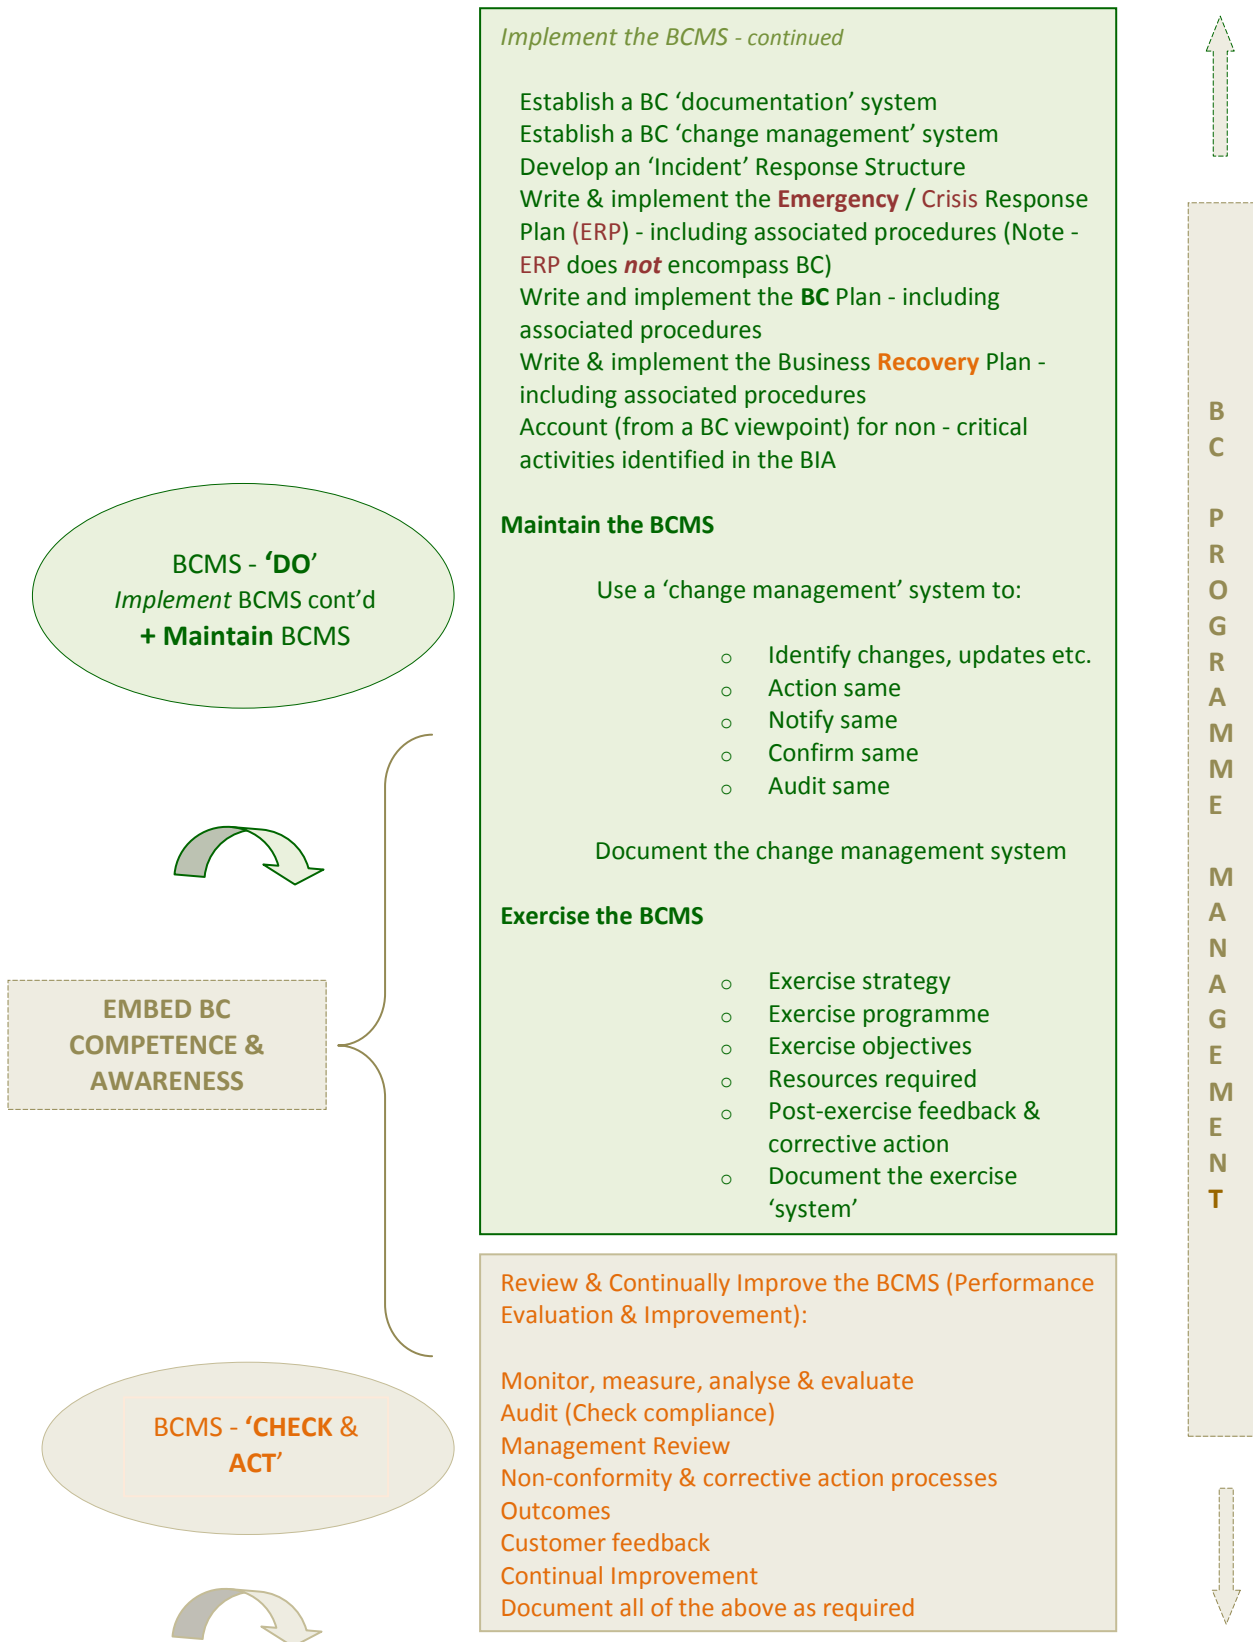 Implement the BCMS - continued
Establish a BC ‘documentation’ system
Establish a BC ‘change management’ system
Develop an ‘Incident’ Response Structure
Write & implement the Emergency / Crisis Response
Plan (ERP) - including associated procedures (Note -
ERP does not encompass BC)
Write and implement the BC Plan - including
associated procedures
Write & implement the Business Recovery Plan -
including associated procedures
Account (from a BC viewpoint) for non - critical
activities identified in the BIA
Maintain the BCMS
Use a ‘change management’ system to:
o Identify changes, updates etc.
o Action same
o Notify same
o Confirm same
o Audit same
Document the change management system
Exercise the BCMS
o Exercise strategy
o Exercise programme
o Exercise objectives
o Resources required
o Post-exercise feedback &
corrective action
o Document the exercise
‘system’
BCMS - ‘DO’
Implement BCMS cont’d
+ Maintain BCMS
EMBED BC
COMPETENCE &
AWARENESS
Review & Continually Improve the BCMS (Performance
Evaluation & Improvement):
Monitor, measure, analyse & evaluate
Audit (Check compliance)
Management Review
Non-conformity & corrective action processes
Outcomes
Customer feedback
Continual Improvement
Document all of the above as required
BCMS - ‘CHECK &
ACT’
BC PROGRAMME MANAGEMENT